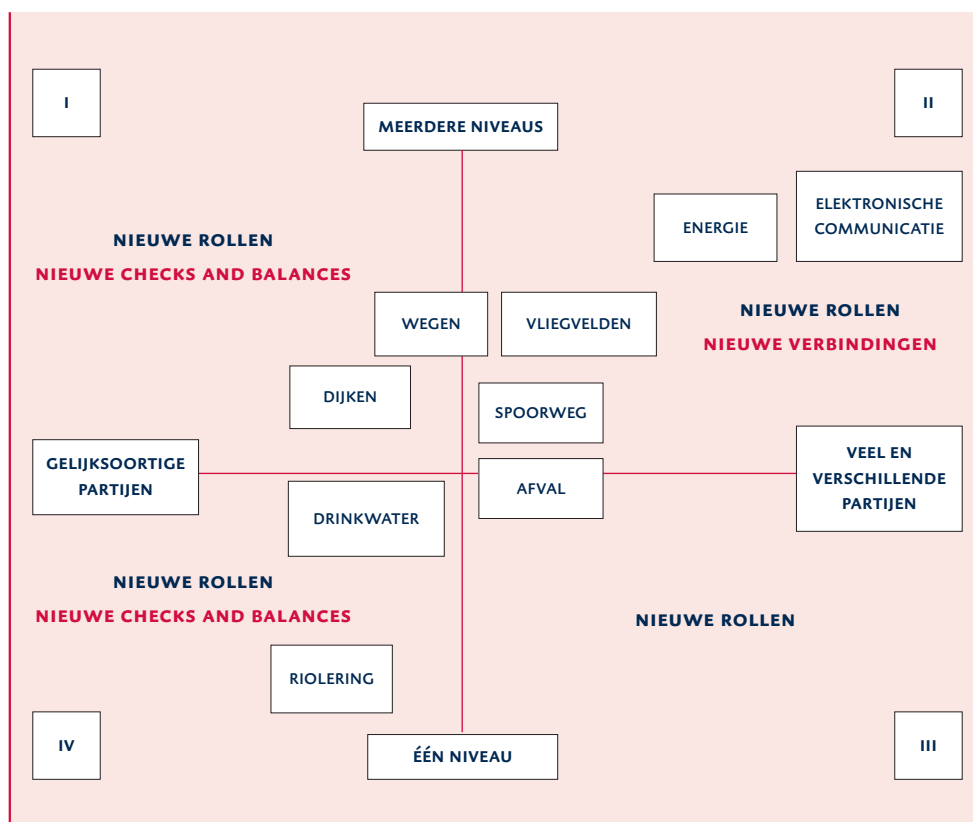 I
II
MEERDERE NIVEAUS
ELEKTRONISCHE
COMMUNICATIE
ENERGIE
NIEUWE ROLLEN
NIEUWE CHECKS AND BALANCES
NIEUWE ROLLEN
NIEUWE VERBINDINGEN
WEGEN
VLIEGVELDEN
DIJKEN
SPOORWEG
GELIJKSOORTIGE
PARTIJEN
VEEL EN
VERSCHILLENDE
PARTIJEN
AFVAL
DRINKWATER
NIEUWE ROLLEN
NIEUWE CHECKS AND BALANCES
NIEUWE ROLLEN
RIOLERING
IV
ÉÉN NIVEAU
III